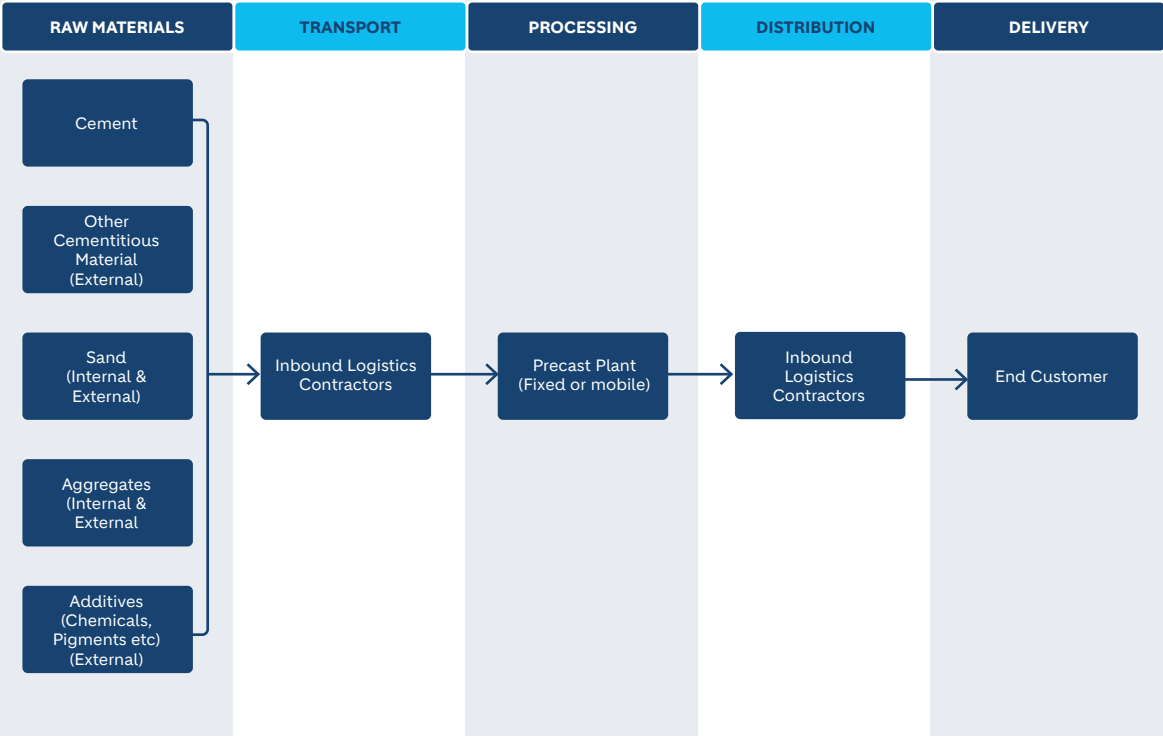 RAW MATERIALS
TRANSPORT
PROCESSING
DISTRIBUTION
DELIVERY
Cement
Other
Cementitious
Material
(External)
Sand
(Internal &
External)
Aggregates
(Internal &
External
Additives
(Chemicals,
Pigments etc)
(External)
Inbound Logistics
Contractors
Precast Plant
(Fixed or mobile)
Inbound
Logistics
Contractors
End Customer